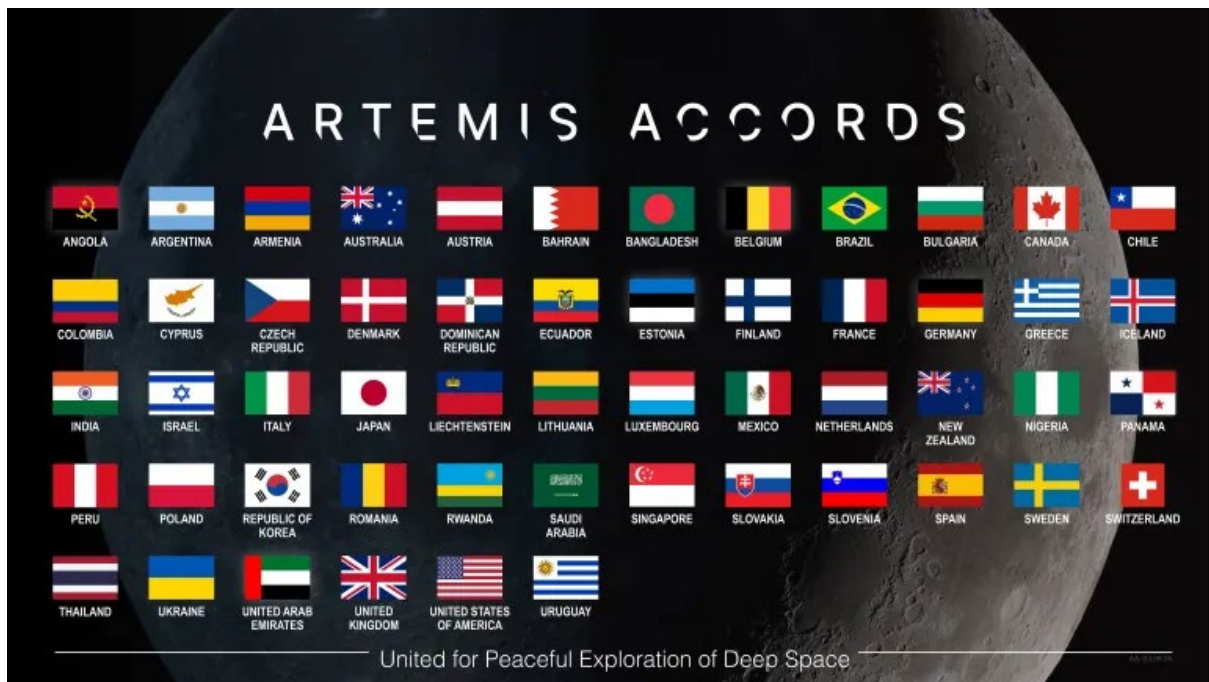 ARTEMIS ACCORDS
ANGOLA ARGENTINA ARMENIA AUSTRALIA AUSTRIA BAHRAIN BANGLADESH BELGIUM BRAZIL BULGARIA CANADA CHILE
COLOMBIA CYPRUS CZECH REPUBLIC DENMARK DOMINICAN REPUBLIC ECUADOR ESTONIA FINLAND FRANCE GERMANY GREECE ICELAND
INDIA ISRAEL ITALY JAPAN LIECHTENSTEIN LITHUANIA LUXEMBOURG MEXICO NETHERLANDS NEW ZEALAND NIGERIA PANAMA
PERU POLAND REPUBLIC OF KOREA ROMANIA RWANDA SAUDI ARABIA SINGAPORE SLOVAKIA SLOVENIA SPAIN SWEDEN SWITZERLAND
THAILAND UKRAINE UNITED ARAB EMIRATES UNITED KINGDOM UNITED STATES OF AMERICA URUGUAY
United for Peaceful Exploration of Deep Space